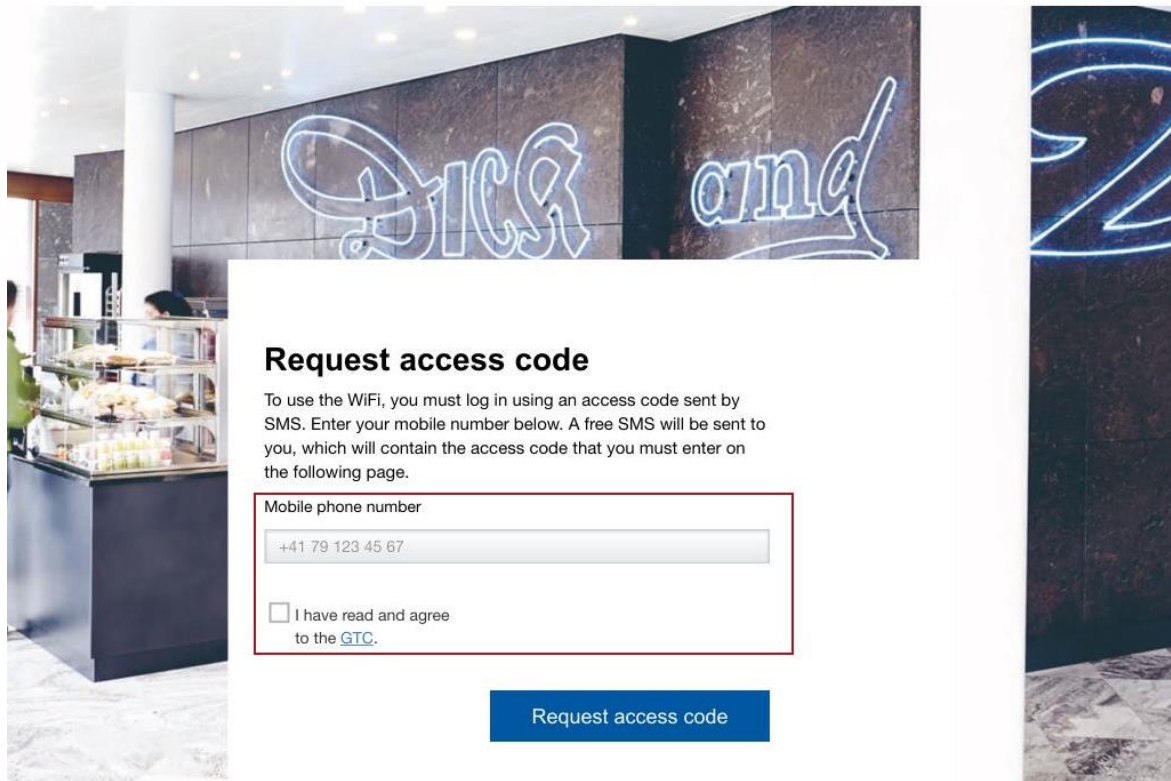 Dick and
Request access code
To use the WiFi, you must log in using an access code sent by
SMS. Enter your mobile number below. A free SMS will be sent to
you, which will contain the access code that you must enter on
the following page.
Mobile phone number
+41 79 123 45 67
I have read and agree
to the GTC.
Request access code